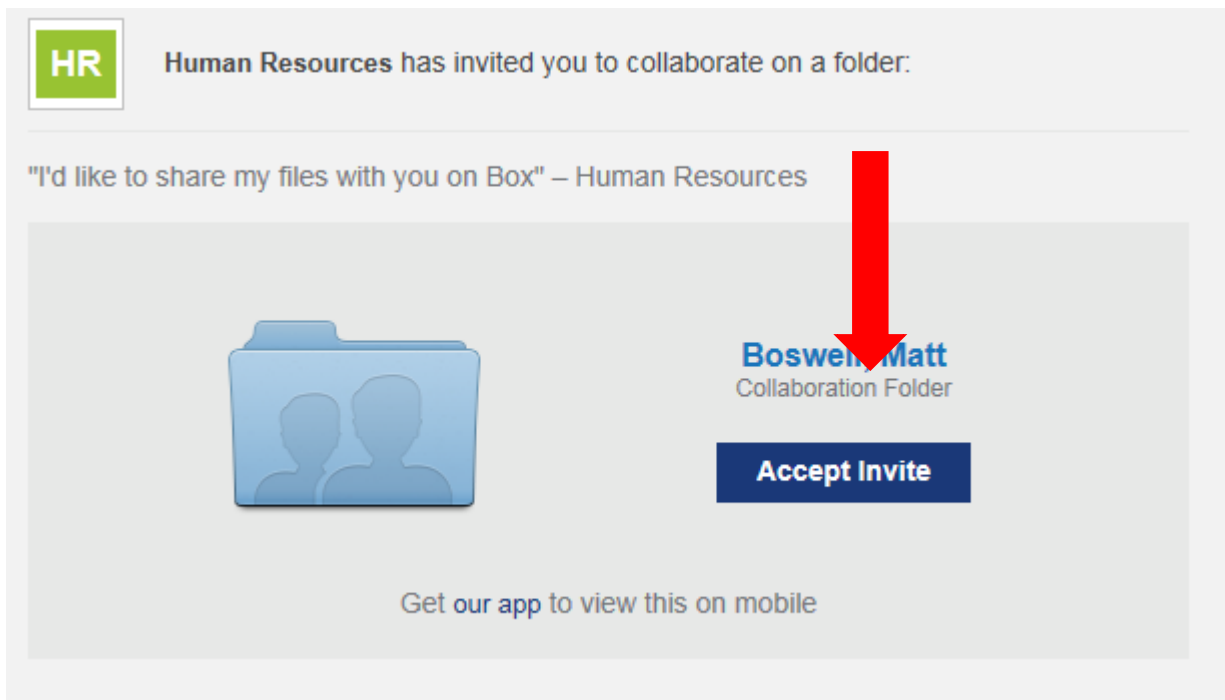 HR
Human Resources has invited you to collaborate on a folder:
"I'd like to share my files with you on Box" – Human Resources
Boswell, Matt
Collaboration Folder
Accept Invite
Get our app to view this on mobile